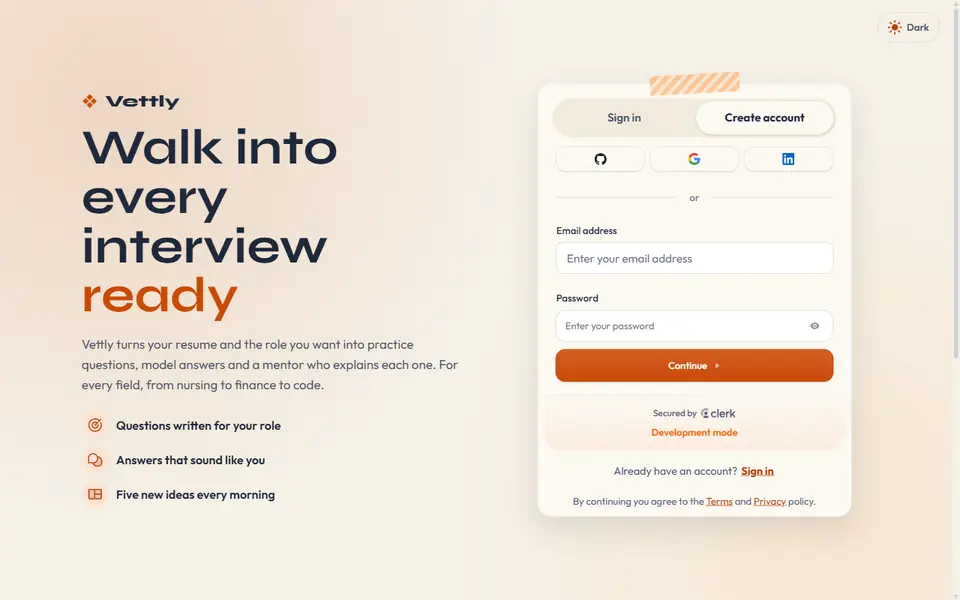 Dark
Vettly
Walk into
every
interview
ready
Vettly turns your resume and the role you want into practice
questions, model answers and a mentor who explains each one. For
every field, from nursing to finance to code.
Questions written for your role
Answers that sound like you
Five new ideas every morning
Sign in
Create account
or
Email address
Enter your email address
Password
Enter your password
Continue
Secured by clerk
Development mode
Already have an account? Sign in
By continuing you agree to the Terms and Privacy policy.